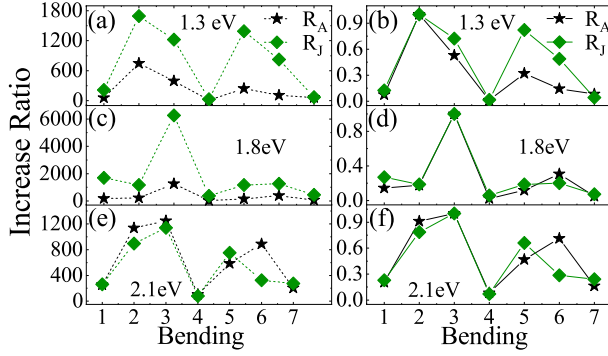 (a) 1.3 eV R_A
R_J
1800
1200
600
0
(b) 1.3 eV R_A
R_J
0.9
0.6
0.3
0.0
Increase Ratio
(c) 1.8eV
6000
4000
2000
0
(d) 1.8eV
0.8
0.4
0.0
(e) 2.1eV
1200
800
400
0
(f) 2.1eV
0.9
0.6
0.3
0.0
1 2 3 4 5 6 7
1 2 3 4 5 6 7
Bending
Bending